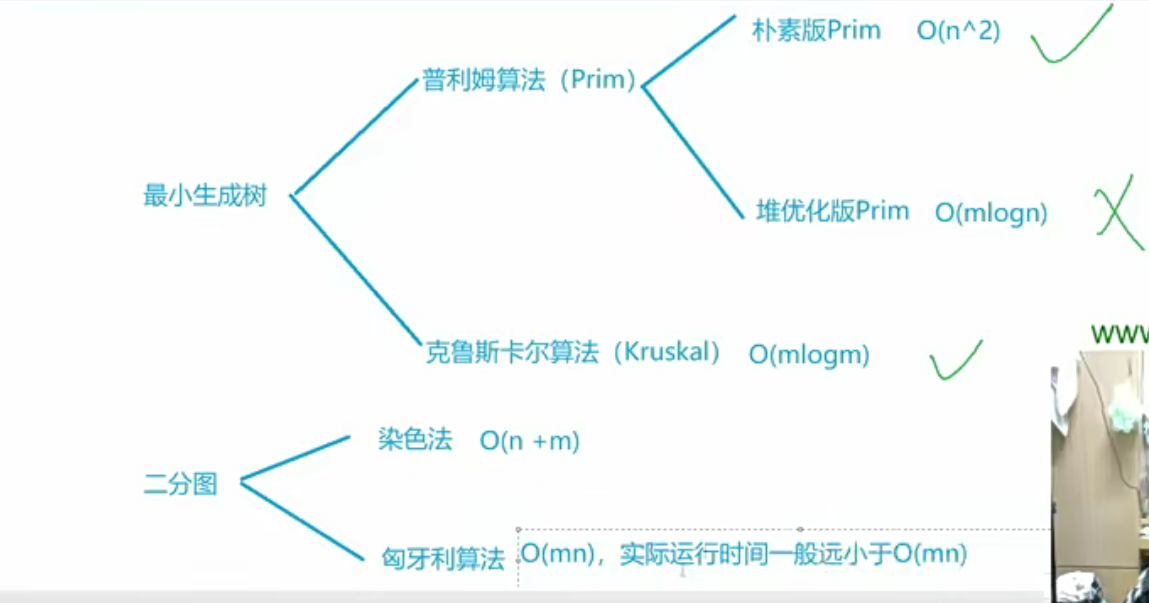 朴素版Prim O(n^2)
普利姆算法（Prim）
最小生成树
堆优化版Prim O(mlogn)
克鲁斯卡尔算法（Kruskal） O(mlogm)
www
染色法 O(n +m)
二分图
匈牙利算法 O(mn)，实际运行时间一般远小于O(mn)